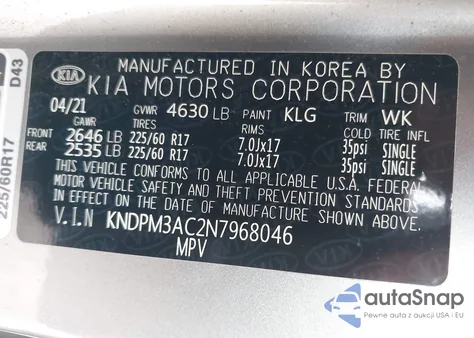 D43
225/60R17
KIA
MANUFACTURED IN KOREA BY
KIA MOTORS CORPORATION
04/21 GVWR 4630 LB PAINT KLG TRIM WK
GAWR TIRES RIMS COLD TIRE INFL
FRONT 2646 LB 225/60 R17 7.0Jx17 35psi SINGLE
REAR 2535 LB 225/60 R17 7.0Jx17 35psi SINGLE
THIS VEHICLE CONFORMS TO ALL APPLICABLE FEDERAL
MOTOR VEHICLE SAFETY AND THEFT PREVENTION STANDARDS
IN EFFECT ON THE DATE OF MANUFACTURE SHOWN ABOVE
V.I.N KNDPM3AC2N7968046
MPV
autoSnap
Pewne auta z aukcji USA i EU